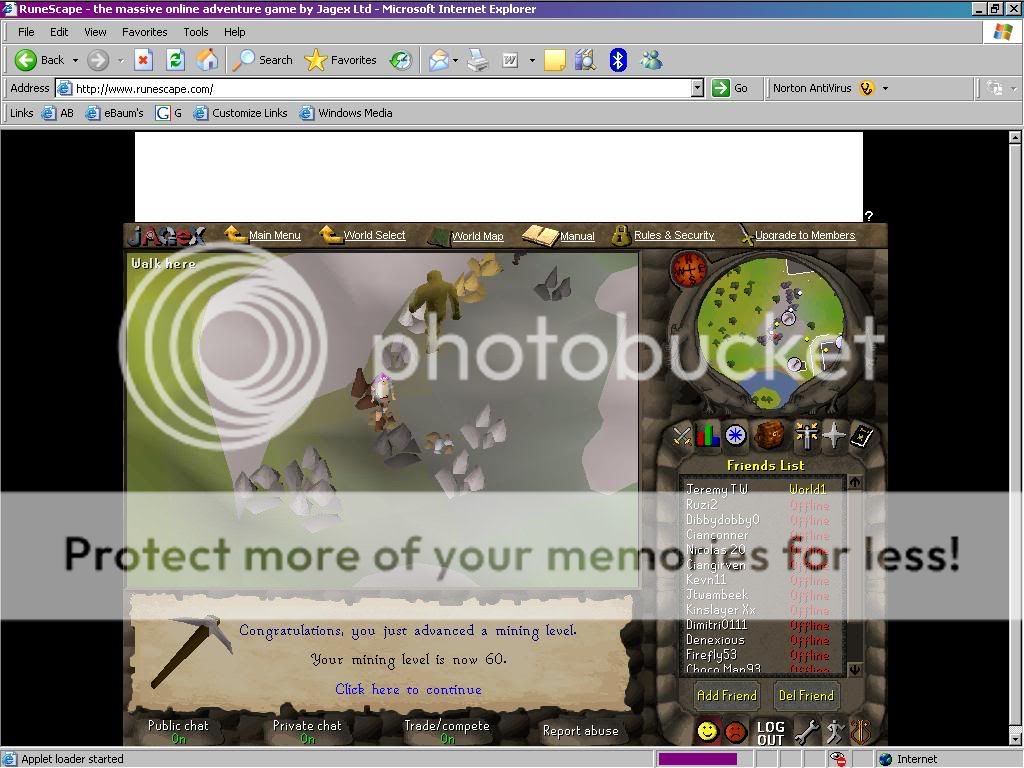 RuneScape - the massive online adventure game by Jagex Ltd - Microsoft Internet Explorer
File Edit View Favorites Tools Help
Back Search Favorites
Address http://www.runescape.com/ Go Norton AntiVirus
Links AB eBaum's G Customize Links Windows Media
?
JAGeX Main Menu World Select World Map Manual Rules & Security Upgrade to Members
Walk here
photobucket
Friends List
Jeremy T W World1
Ruzi2 Offline
Dibbydobby0 Offline
Cianconner Offline
Nicolas 20 Offline
Ciangirven Offline
Kevn11 Offline
Jtwambeek Offline
Kinslayer Xx Offline
Dimitri0111 Offline
Denexious Offline
Firefly53 Offline
Choco Man93 Offline
Protect more of your memories for less!
Congratulations, you just advanced a mining level.
Your mining level is now 60.
Click here to continue
Add Friend Del Friend
Public chat Private chat Trade/compete Report abuse
On On On
LOG OUT
Applet loader started Internet